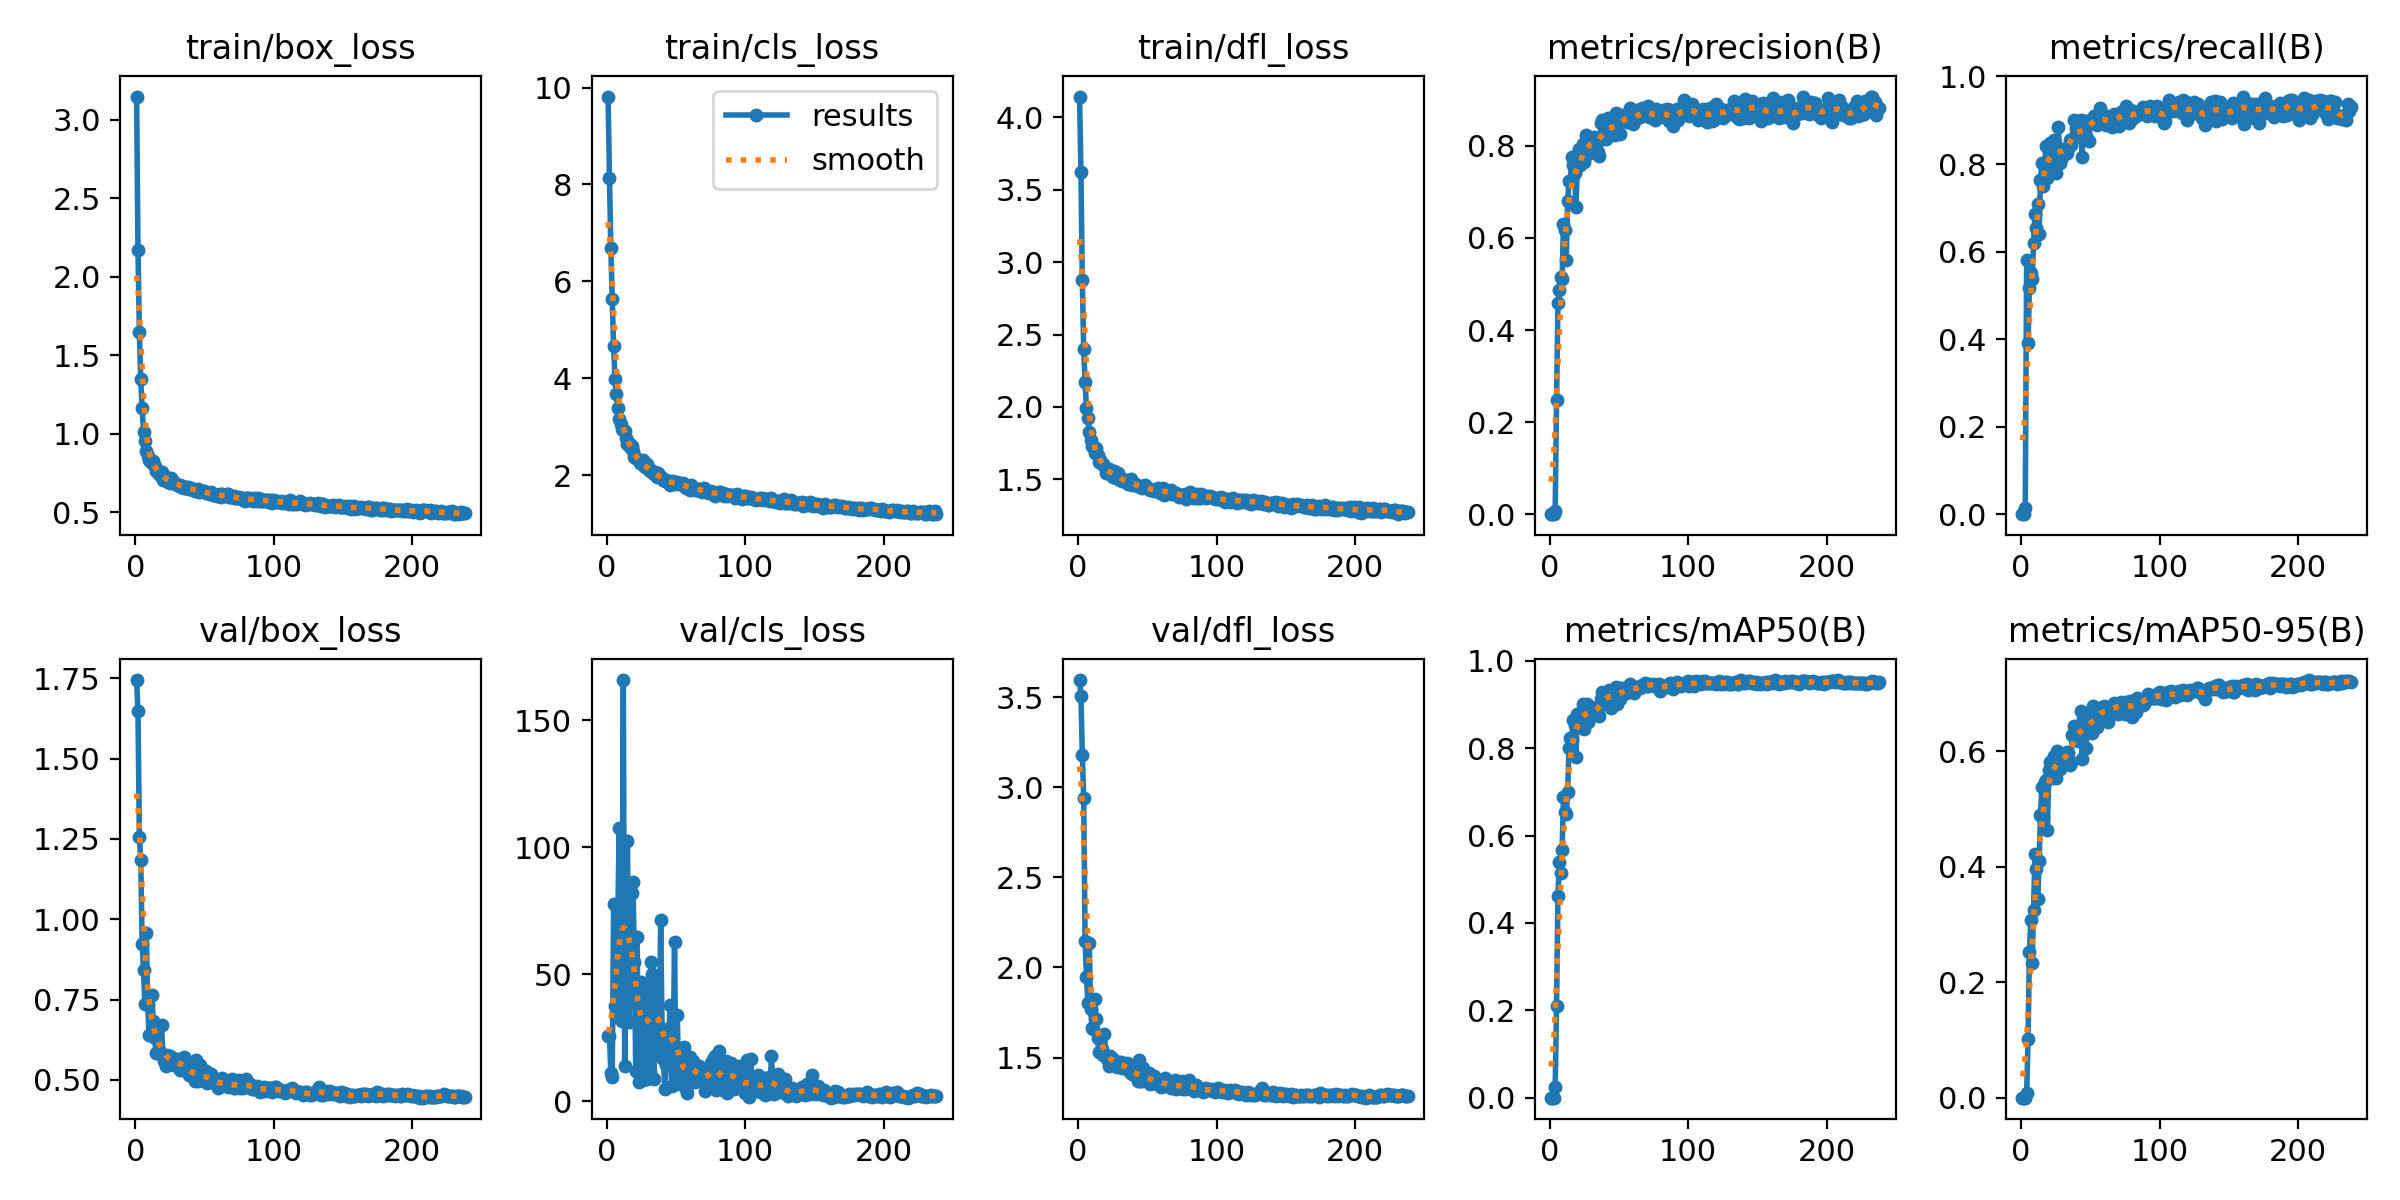 train/box_loss
train/cls_loss
train/dfl_loss
metrics/precision(B)
metrics/recall(B)
3.0
2.5
2.0
1.5
1.0
0.5
0 100 200
10
8
6
4
2
results
smooth
0 100 200
4.0
3.5
3.0
2.5
2.0
1.5
0 100 200
0.8
0.6
0.4
0.2
0.0
0 100 200
1.0
0.8
0.6
0.4
0.2
0.0
0 100 200
val/box_loss
val/cls_loss
val/dfl_loss
metrics/mAP50(B)
metrics/mAP50-95(B)
1.75
1.50
1.25
1.00
0.75
0.50
0 100 200
150
100
50
0
0 100 200
3.5
3.0
2.5
2.0
1.5
0 100 200
1.0
0.8
0.6
0.4
0.2
0.0
0 100 200
0.6
0.4
0.2
0.0
0 100 200